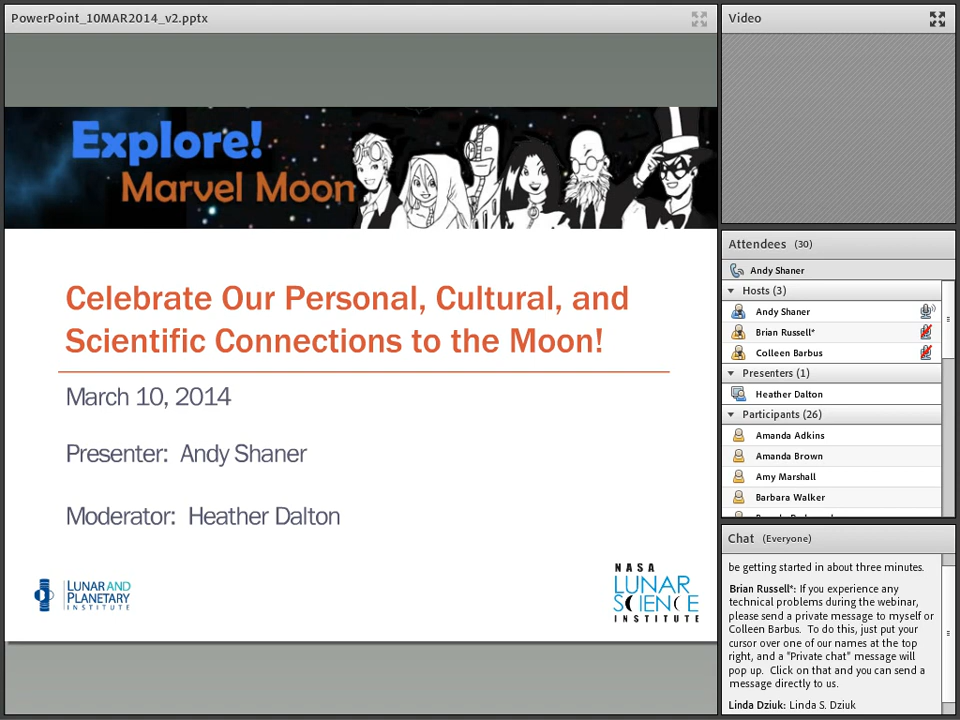 PowerPoint_10MAR2014_v2.pptx
Explore!
Marvel Moon
Celebrate Our Personal, Cultural, and
Scientific Connections to the Moon!
March 10, 2014
Presenter: Andy Shaner
Moderator: Heather Dalton
LUNAR AND
PLANETARY
INSTITUTE
NASA
LUNAR
SCIENCE
INSTITUTE
Video
Attendees (30)
Andy Shaner
Hosts (3)
Andy Shaner
Brian Russell*
Colleen Barbus
Presenters (1)
Heather Dalton
Participants (26)
Amanda Adkins
Amanda Brown
Amy Marshall
Barbara Walker
Chat (Everyone)
be getting started in about three minutes.
Brian Russell*: If you experience any
technical problems during the webinar,
please send a private message to myself or
Colleen Barbus. To do this, just put your
cursor over one of our names at the top
right, and a "Private chat" message will
pop up. Click on that and you can send a
message directly to us.
Linda Dziuk: Linda S. Dziuk